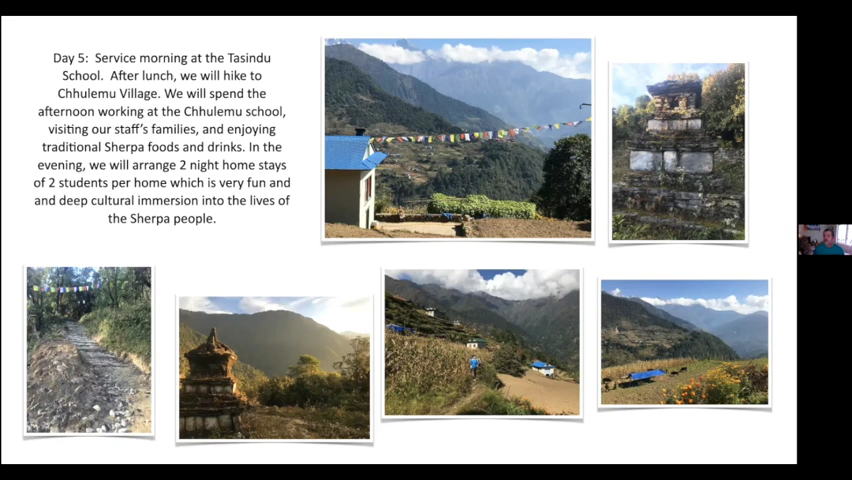 Day 5:  Service morning at the Tasindu
School.  After lunch, we will hike to
Chhulemu Village. We will spend the
afternoon working at the Chhulemu school,
visiting our staff's families, and enjoying
traditional Sherpa foods and drinks. In the
evening, we will arrange 2 night home stays
of 2 students per home which is very fun and
and deep cultural immersion into the lives of
the Sherpa people.